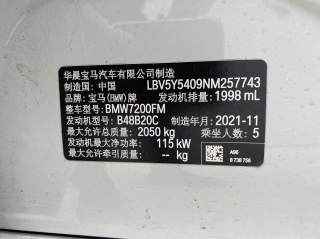 华晨宝马汽车有限公司制造
制造国：中国 LBV5Y5409NM257743
品牌：宝马(BMW)牌 发动机排量：1998 mL
整车型号：BMW7200FM
发动机型号：B48B20C 制造年月：2021-11
最大允许总质量：2050 kg 乘坐人数：5
发动机最大净功率：115 kW A96
最大允许牵引质量：-- kg 8 738 756